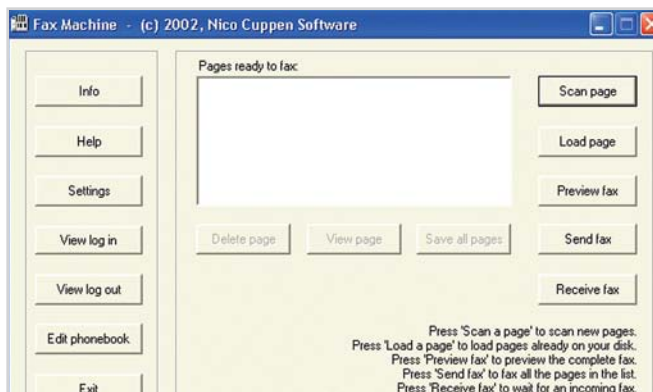 Fax Machine - (c) 2002, Nico Cuppen Software
Info
Help
Settings
View log in
View log out
Edit phonebook
Exit
Pages ready to fax:
Delete page
View page
Save all pages
Scan page
Load page
Preview fax
Send fax
Receive fax
Press 'Scan a page' to scan new pages.
Press 'Load a page' to load pages already on your disk.
Press 'Preview fax' to preview the complete fax.
Press 'Send fax' to fax all the pages in the list.
Press 'Receive fax' to wait for an incoming fax.